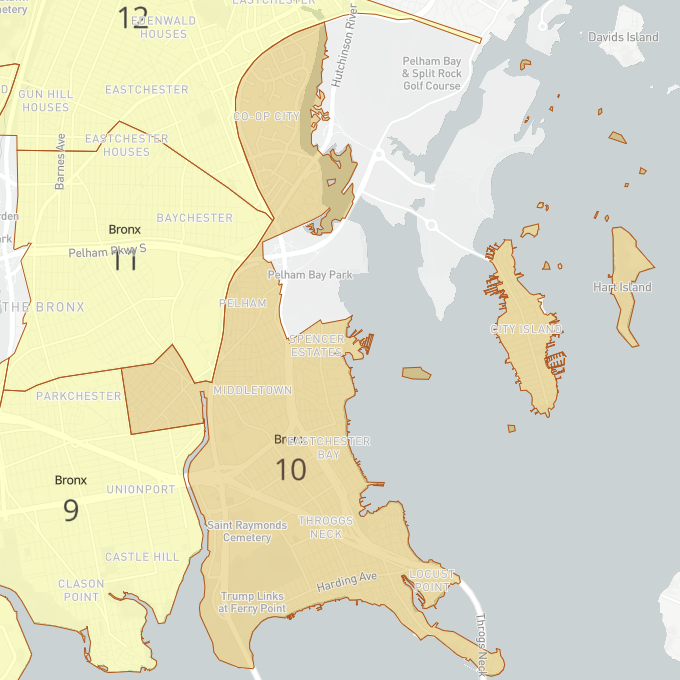 metery
12
EDENWALD
HOUSES
EASTCHESTER
Hutchinson River
Davids Island
Pelham Bay
& Split Rock
Golf Course
GUN HILL
HOUSES
EASTCHESTER
CO-OP CITY
EASTCHESTER
HOUSES
Barnes Ave
yden
ark
Bronx
11
BAYCHESTER
Pelham Pkwy S
Pelham Bay Park
Hart Island
THE BRONX
PELHAM
CITY ISLAND
SPENCER
ESTATES
PARKCHESTER
MIDDLETOWN
Bronx
10
EASTCHESTER
BAY
Bronx
9
UNIONPORT
Saint Raymonds
Cemetery
THROGGS
NECK
CASTLE HILL
CLASON
POINT
Harding Ave
LOCUST
POINT
Trump Links
at Ferry Point
Throgs Neck